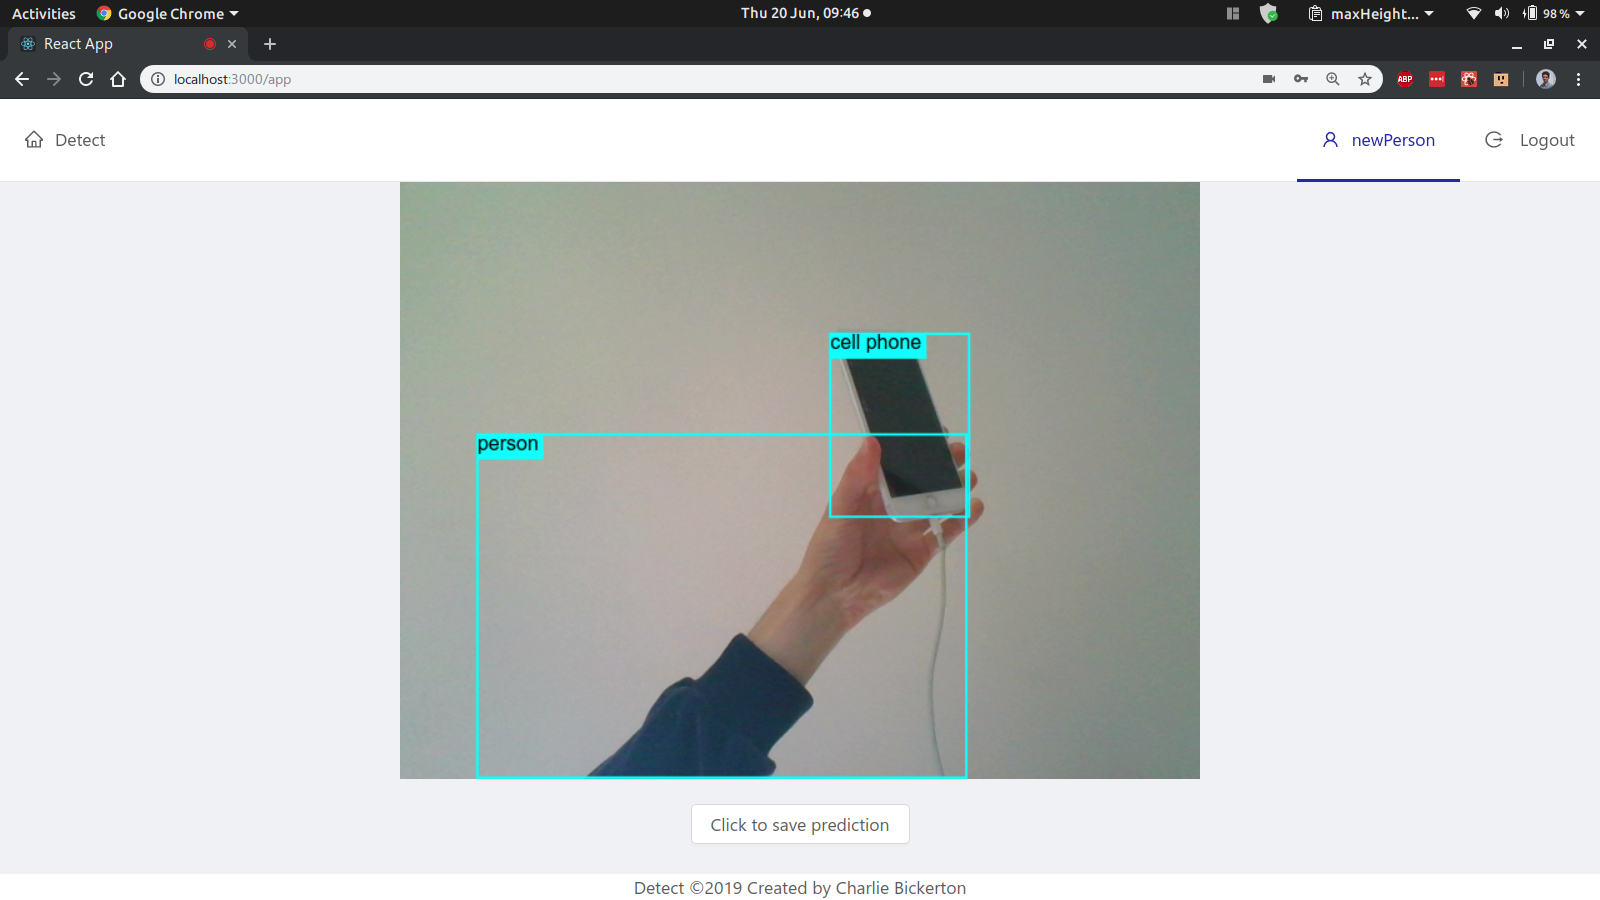 Activities Google Chrome Thu 20 Jun, 09:46 maxHeight... 98 %
React App
localhost:3000/app ABP
Detect newPerson Logout
cell phone
person
Click to save prediction
Detect ©2019 Created by Charlie Bickerton